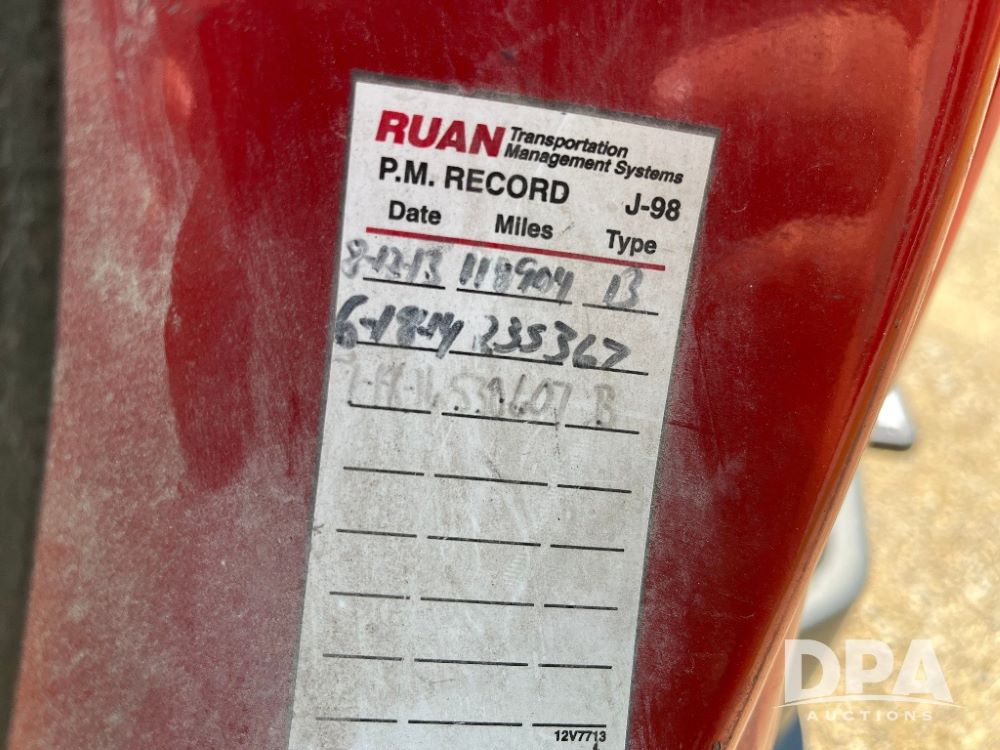 RUAN Transportation Management Systems
P.M. RECORD J-98
Date Miles Type
8-12-13 118904 B
6-18-14 235367
607 B
12V7713
DPA
AUCTIONS